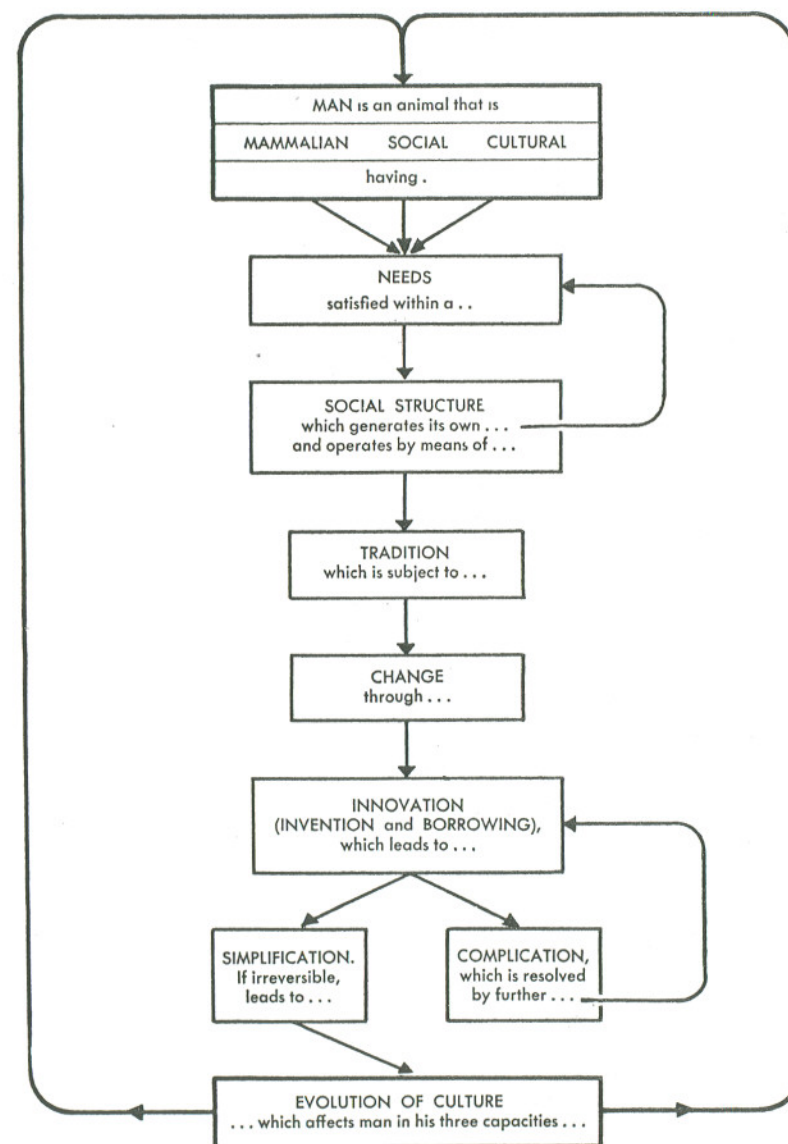 MAN is an animal that is
MAMMALIAN SOCIAL CULTURAL
having .
NEEDS
satisfied within a . .
SOCIAL STRUCTURE
which generates its own . . .
and operates by means of . . .
TRADITION
which is subject to . . .
CHANGE
through . . .
INNOVATION
(INVENTION and BORROWING),
which leads to . . .
SIMPLIFICATION.
If irreversible,
leads to . . .
COMPLICATION,
which is resolved
by further . . .
EVOLUTION OF CULTURE
. . . which affects man in his three capacities . . .